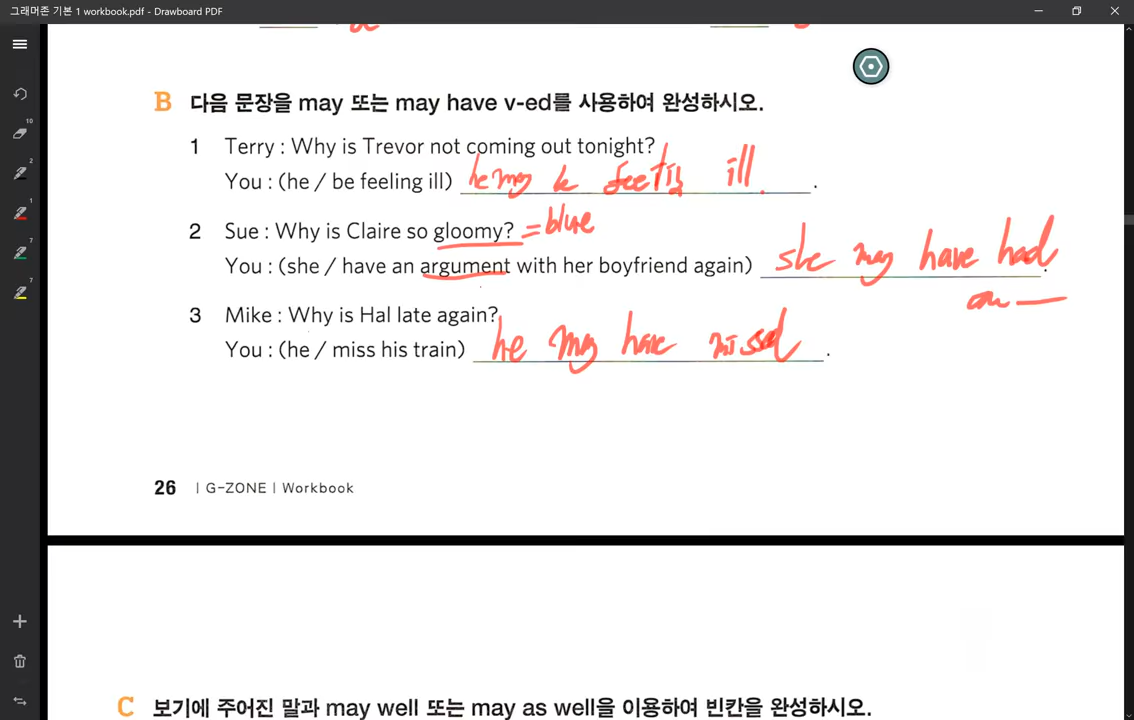 그래머존 기본 1 workbook.pdf - Drawboard PDF
B 다음 문장을 may 또는 may have v-ed를 사용하여 완성하시오.
1 Terry : Why is Trevor not coming out tonight?
You : (he / be feeling ill) he may be feeling ill .
2 Sue : Why is Claire so gloomy? = blue
You : (she / have an argument with her boyfriend again) she may have had .
an
3 Mike : Why is Hal late again?
You : (he / miss his train) he may have missed .
26 | G-ZONE | Workbook
C 보기에 주어진 말과 may well 또는 may as well을 이용하여 빈칸을 완성하시오.
10
2
1
7
7